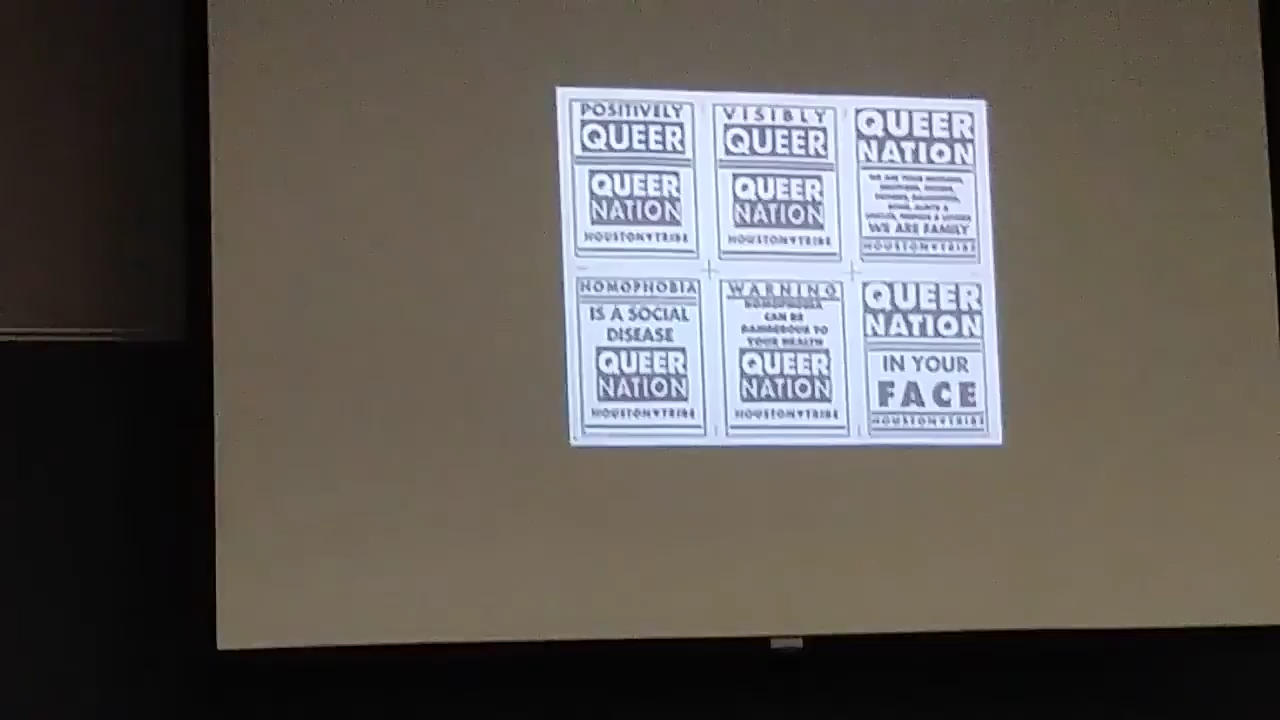 POSITIVELY
QUEER
QUEER
NATION
HOUSTON▼TRIBE
VISIBLY
QUEER
QUEER
NATION
HOUSTON▼TRIBE
QUEER
NATION
WE ARE FAMILY
HOUSTON▼TRIBE
HOMOPHOBIA
IS A SOCIAL
DISEASE
QUEER
NATION
HOUSTON▼TRIBE
WARNING
HOMOPHOBIA
CAN BE
DANGEROUS TO
YOUR HEALTH
QUEER
NATION
HOUSTON▼TRIBE
QUEER
NATION
IN YOUR
FACE
HOUSTON▼TRIBE